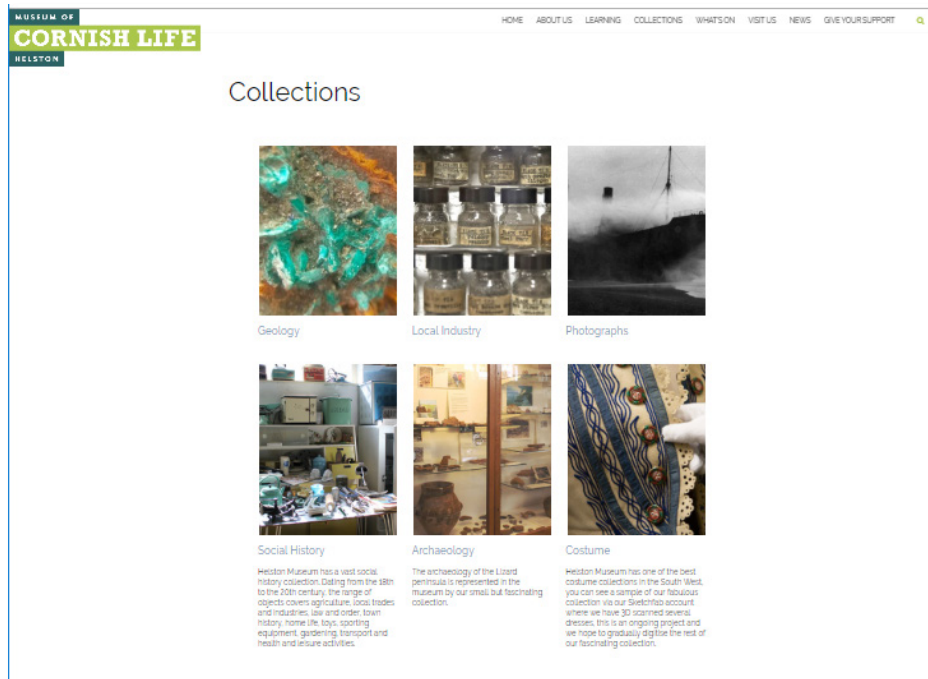 MUSEUM OF
CORNISH LIFE
HELSTON
HOME ABOUT US LEARNING COLLECTIONS WHAT'S ON VISIT US NEWS GIVE YOUR SUPPORT
Collections
Geology
Local Industry
Photographs
Social History
Helston Museum has a vast social
history collection. Dating from the 18th
to the 20th century, the range of
objects covers agriculture, local trades
and industries, law and order, town
history, home life, toys, sporting
equipment, gardening, transport and
health and leisure activities.
Archaeology
The archaeology of the Lizard
peninsula is represented in the
museum by our small but fascinating
collection.
Costume
Helston Museum has one of the best
costume collections in the South West,
you can see a sample of our fabulous
collection via our Sketchfab account
where we have 3D scanned several
dresses, this is an ongoing project and
we hope to gradually digitise the rest of
our fascinating collection.